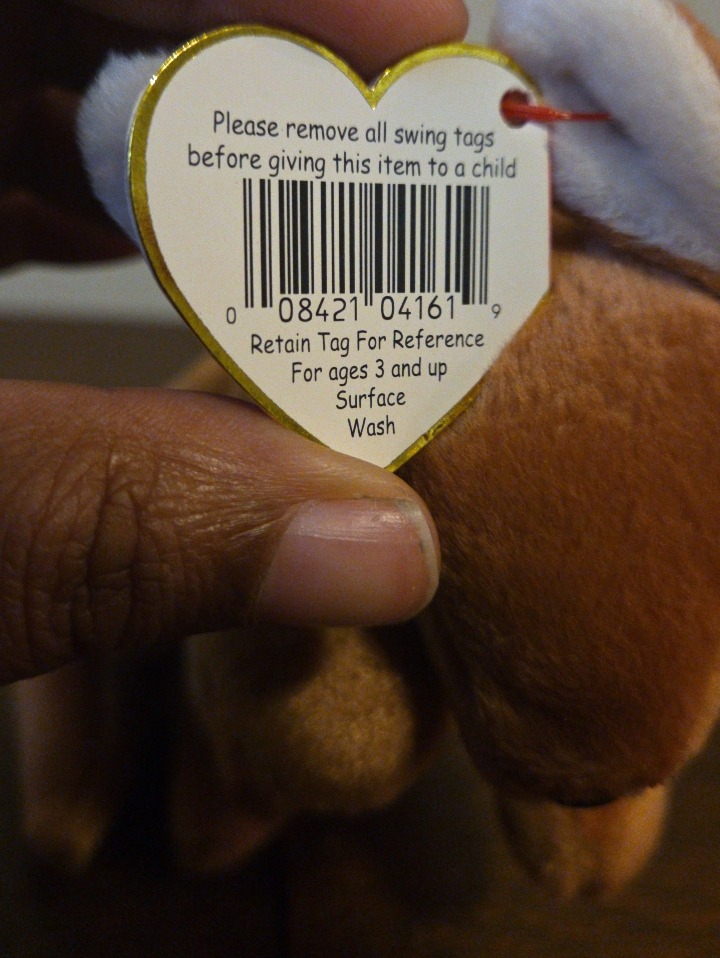 Please remove all swing tags
before giving this item to a child
0 08421 04161 9
Retain Tag For Reference
For ages 3 and up
Surface
Wash